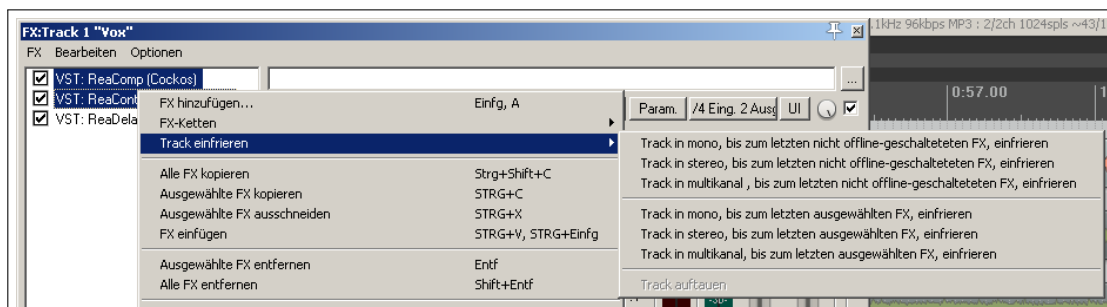 .1kHz 96kbps MP3 : 2/2ch 1024spls ~43/1
FX:Track 1 "Vox"
FX Bearbeiten Optionen
VST: ReaComp (Cockos)
...
VST: ReaDela
Param. /4 Eing. 2 Ausg UI
0:57.00
FX hinzufügen... Einfg, A
FX-Ketten
Track einfrieren
Alle FX kopieren Strg+Shift+C
Ausgewählte FX kopieren STRG+C
Ausgewählte FX ausschneiden STRG+X
FX einfügen STRG+V, STRG+Einfg
Ausgewählte FX entfernen Entf
Alle FX entfernen Shift+Entf
Track in mono, bis zum letzten nicht offline-geschalteteten FX, einfrieren
Track in stereo, bis zum letzten nicht offline-geschalteteten FX, einfrieren
Track in multikanal , bis zum letzten nicht offline-geschalteteten FX, einfrieren
Track in mono, bis zum letzten ausgewählten FX, einfrieren
Track in stereo, bis zum letzten ausgewählten FX, einfrieren
Track in multikanal, bis zum letzten ausgewählten FX, einfrieren
Track auftauen